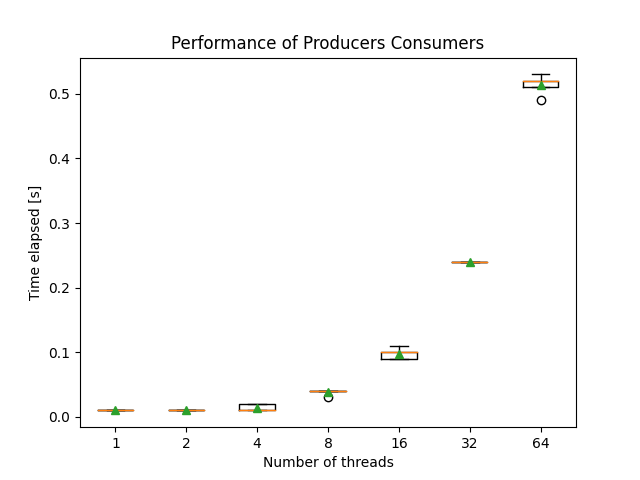 Performance of Producers Consumers
Time elapsed [s]
0.5
0.4
0.3
0.2
0.1
0.0
1 2 4 8 16 32 64
Number of threads